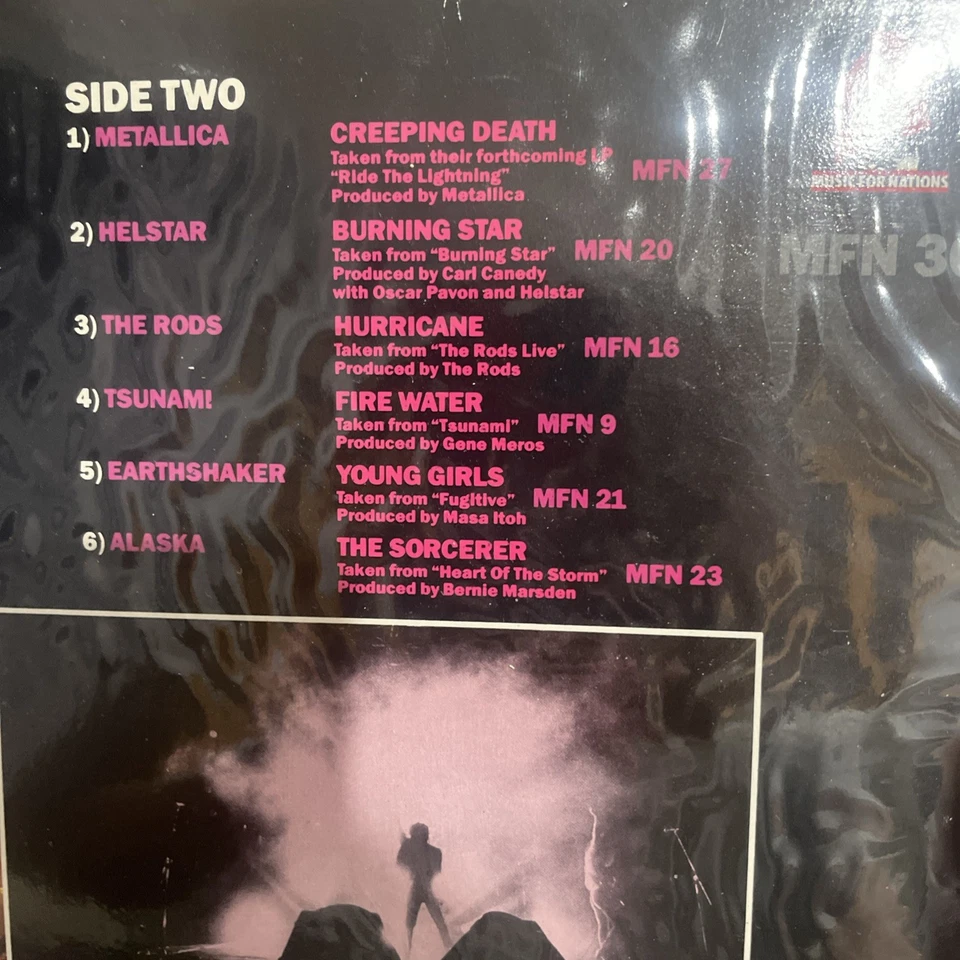 SIDE TWO
1) METALLICA CREEPING DEATH
Taken from their forthcoming LP
"Ride The Lightning" MFN 27
Produced by Metallica
2) HELSTAR BURNING STAR
Taken from "Burning Star" MFN 20
Produced by Carl Canedy
with Oscar Pavon and Helstar
3) THE RODS HURRICANE
Taken from "The Rods Live" MFN 16
Produced by The Rods
4) TSUNAMI FIRE WATER
Taken from "Tsunami" MFN 9
Produced by Gene Meros
5) EARTHSHAKER YOUNG GIRLS
Taken from "Fugitive" MFN 21
Produced by Masa Itoh
6) ALASKA THE SORCERER
Taken from "Heart Of The Storm" MFN 23
Produced by Bernie Marsden
MUSIC FOR NATIONS
MFN